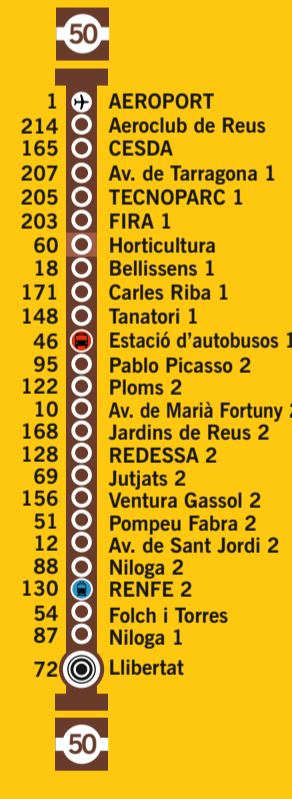 50
1 AEROPORT
214 Aeroclub de Reus
165 CESDA
207 Av. de Tarragona 1
205 TECNOPARC 1
203 FIRA 1
60 Horticultura
18 Bellissens 1
171 Carles Riba 1
148 Tanatori 1
46 Estació d'autobusos 1
95 Pablo Picasso 2
122 Ploms 2
10 Av. de Marià Fortuny 2
168 Jardins de Reus 2
128 REDESSA 2
69 Jutjats 2
156 Ventura Gassol 2
51 Pompeu Fabra 2
12 Av. de Sant Jordi 2
88 Niloga 2
130 RENFE 2
54 Folch i Torres
87 Niloga 1
72 Llibertat
50